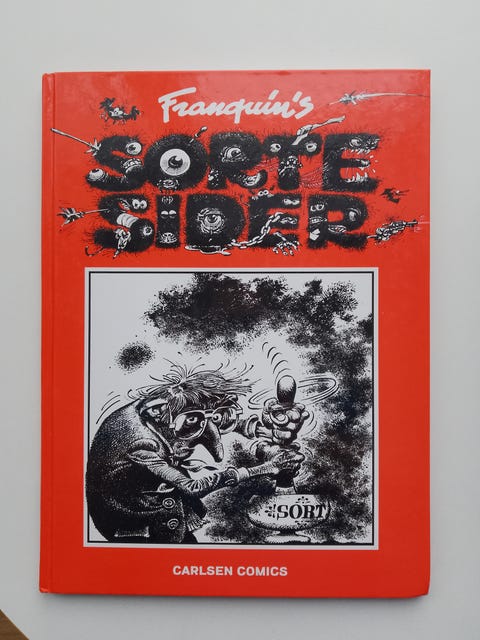 Franquin's
SORTE
SIDER
SORT
CARLSEN COMICS